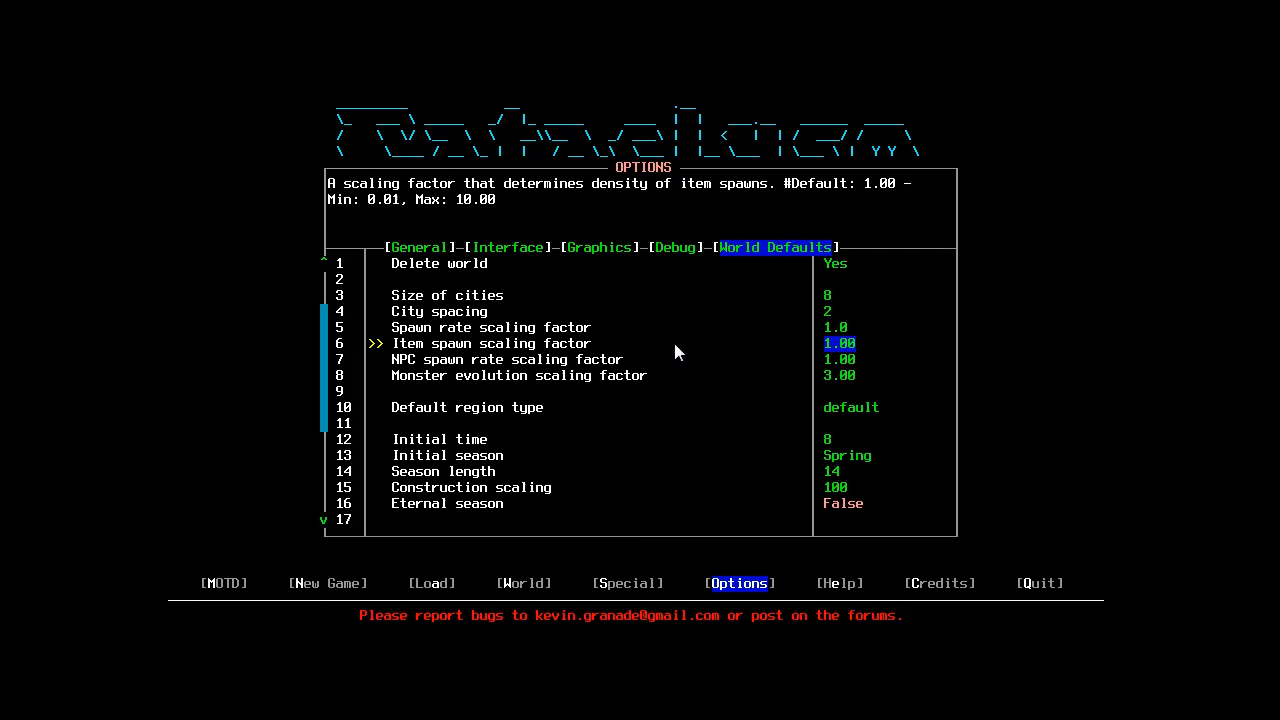 OPTIONS
A scaling factor that determines density of item spawns. #Default: 1.00 -
Min: 0.01, Max: 10.00
[General]-[Interface]-[Graphics]-[Debug]-[World Defaults]
^ 1 Delete world Yes
2
3 Size of cities 8
4 City spacing 2
5 Spawn rate scaling factor 1.0
6 >> Item spawn scaling factor 1.00
7 NPC spawn rate scaling factor 1.00
8 Monster evolution scaling factor 3.00
9
10 Default region type default
11
12 Initial time 8
13 Initial season Spring
14 Season length 14
15 Construction scaling 100
16 Eternal season False
v 17
[MOTD] [New Game] [Load] [World] [Special] [Options] [Help] [Credits] [Quit]
Please report bugs to kevin.granade@gmail.com or post on the forums.